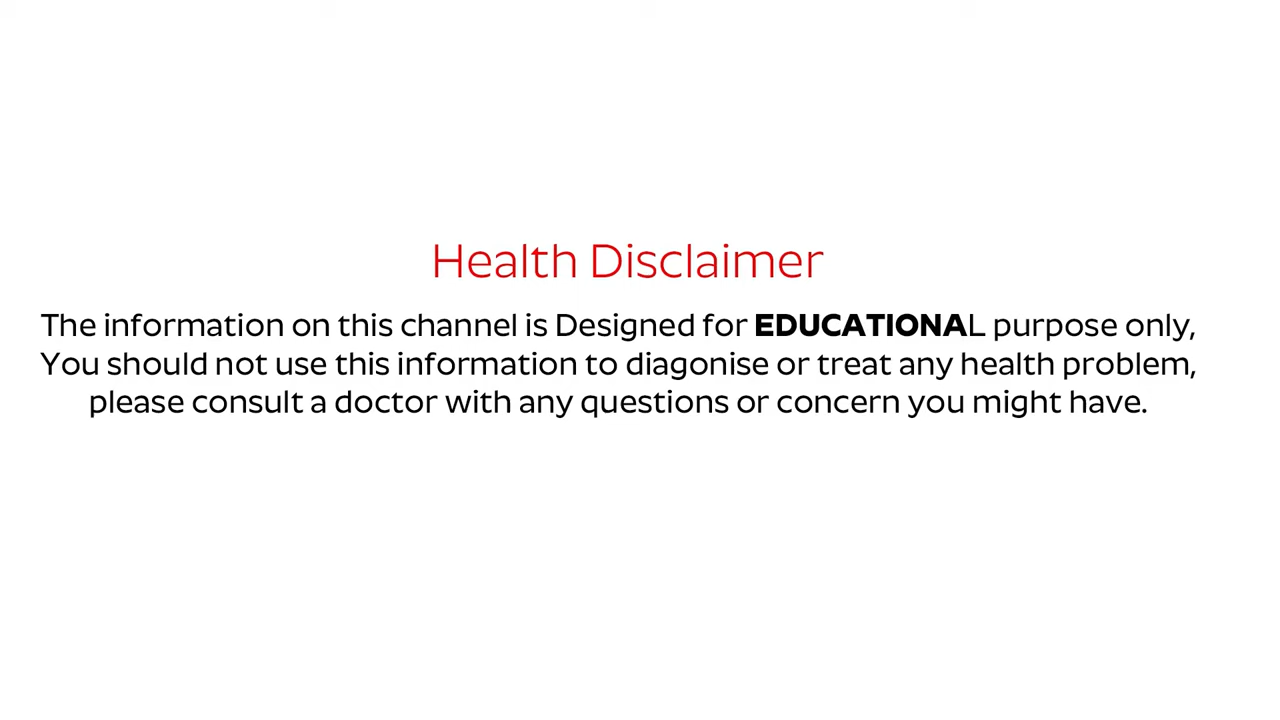 Health Disclaimer
The information on this channel is Designed for EDUCATIONAL purpose only,
You should not use this information to diagonise or treat any health problem,
please consult a doctor with any questions or concern you might have.